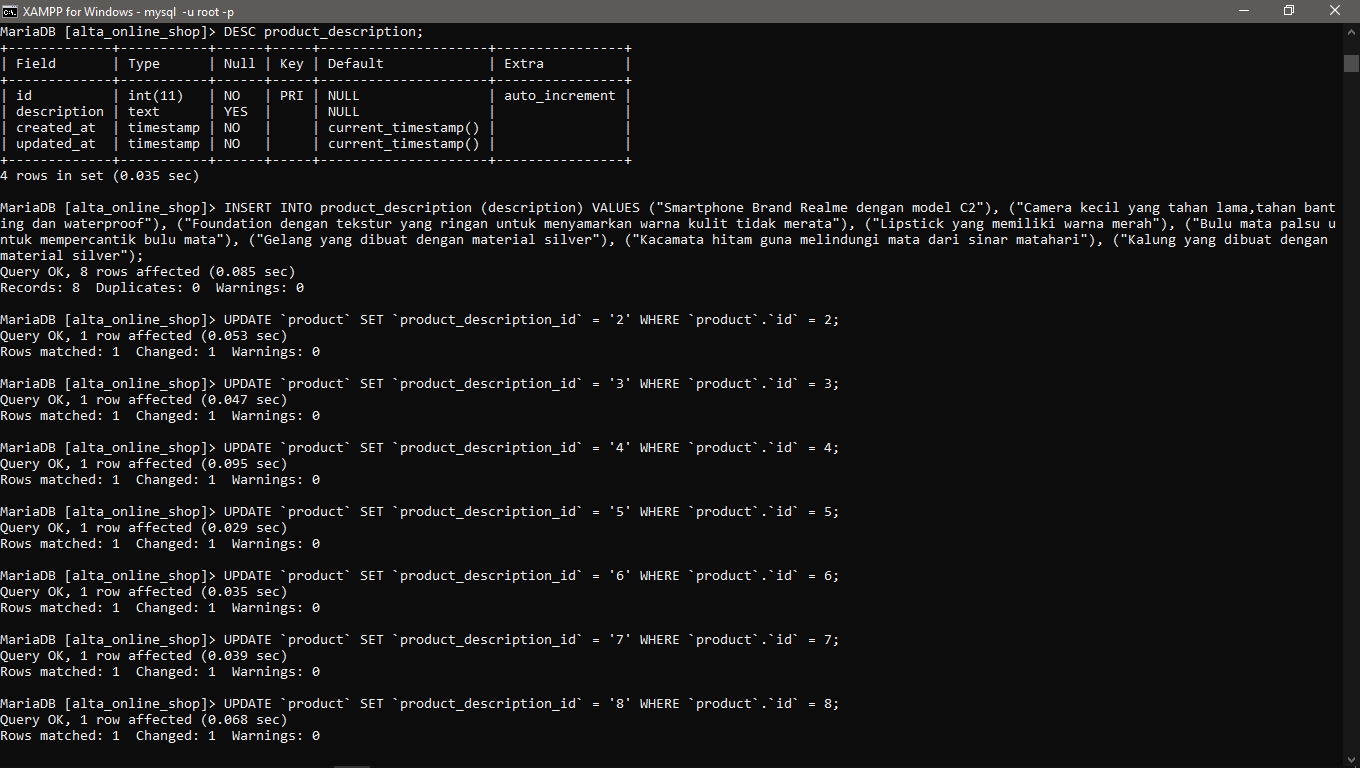 XAMPP for Windows - mysql -u root -p
MariaDB [alta_online_shop]> DESC product_description;
+-------------+-----------+------+-----+---------------------+----------------+
| Field       | Type      | Null | Key | Default             | Extra          |
+-------------+-----------+------+-----+---------------------+----------------+
| id          | int(11)   | NO   | PRI | NULL                | auto_increment |
| description | text      | YES  |     | NULL                |                |
| created_at  | timestamp | NO   |     | current_timestamp() |                |
| updated_at  | timestamp | NO   |     | current_timestamp() |                |
+-------------+-----------+------+-----+---------------------+----------------+
4 rows in set (0.035 sec)
MariaDB [alta_online_shop]> INSERT INTO product_description (description) VALUES ("Smartphone Brand Realme dengan model C2"), ("Camera kecil yang tahan lama,tahan bant
ing dan waterproof"), ("Foundation dengan tekstur yang ringan untuk menyamarkan warna kulit tidak merata"), ("Lipstick yang memiliki warna merah"), ("Bulu mata palsu u
ntuk mempercantik bulu mata"), ("Gelang yang dibuat dengan material silver"), ("Kacamata hitam guna melindungi mata dari sinar matahari"), ("Kalung yang dibuat dengan
material silver");
Query OK, 8 rows affected (0.085 sec)
Records: 8  Duplicates: 0  Warnings: 0
MariaDB [alta_online_shop]> UPDATE `product` SET `product_description_id` = '2' WHERE `product`.`id` = 2;
Query OK, 1 row affected (0.053 sec)
Rows matched: 1  Changed: 1  Warnings: 0
MariaDB [alta_online_shop]> UPDATE `product` SET `product_description_id` = '3' WHERE `product`.`id` = 3;
Query OK, 1 row affected (0.047 sec)
Rows matched: 1  Changed: 1  Warnings: 0
MariaDB [alta_online_shop]> UPDATE `product` SET `product_description_id` = '4' WHERE `product`.`id` = 4;
Query OK, 1 row affected (0.095 sec)
Rows matched: 1  Changed: 1  Warnings: 0
MariaDB [alta_online_shop]> UPDATE `product` SET `product_description_id` = '5' WHERE `product`.`id` = 5;
Query OK, 1 row affected (0.029 sec)
Rows matched: 1  Changed: 1  Warnings: 0
MariaDB [alta_online_shop]> UPDATE `product` SET `product_description_id` = '6' WHERE `product`.`id` = 6;
Query OK, 1 row affected (0.035 sec)
Rows matched: 1  Changed: 1  Warnings: 0
MariaDB [alta_online_shop]> UPDATE `product` SET `product_description_id` = '7' WHERE `product`.`id` = 7;
Query OK, 1 row affected (0.039 sec)
Rows matched: 1  Changed: 1  Warnings: 0
MariaDB [alta_online_shop]> UPDATE `product` SET `product_description_id` = '8' WHERE `product`.`id` = 8;
Query OK, 1 row affected (0.068 sec)
Rows matched: 1  Changed: 1  Warnings: 0